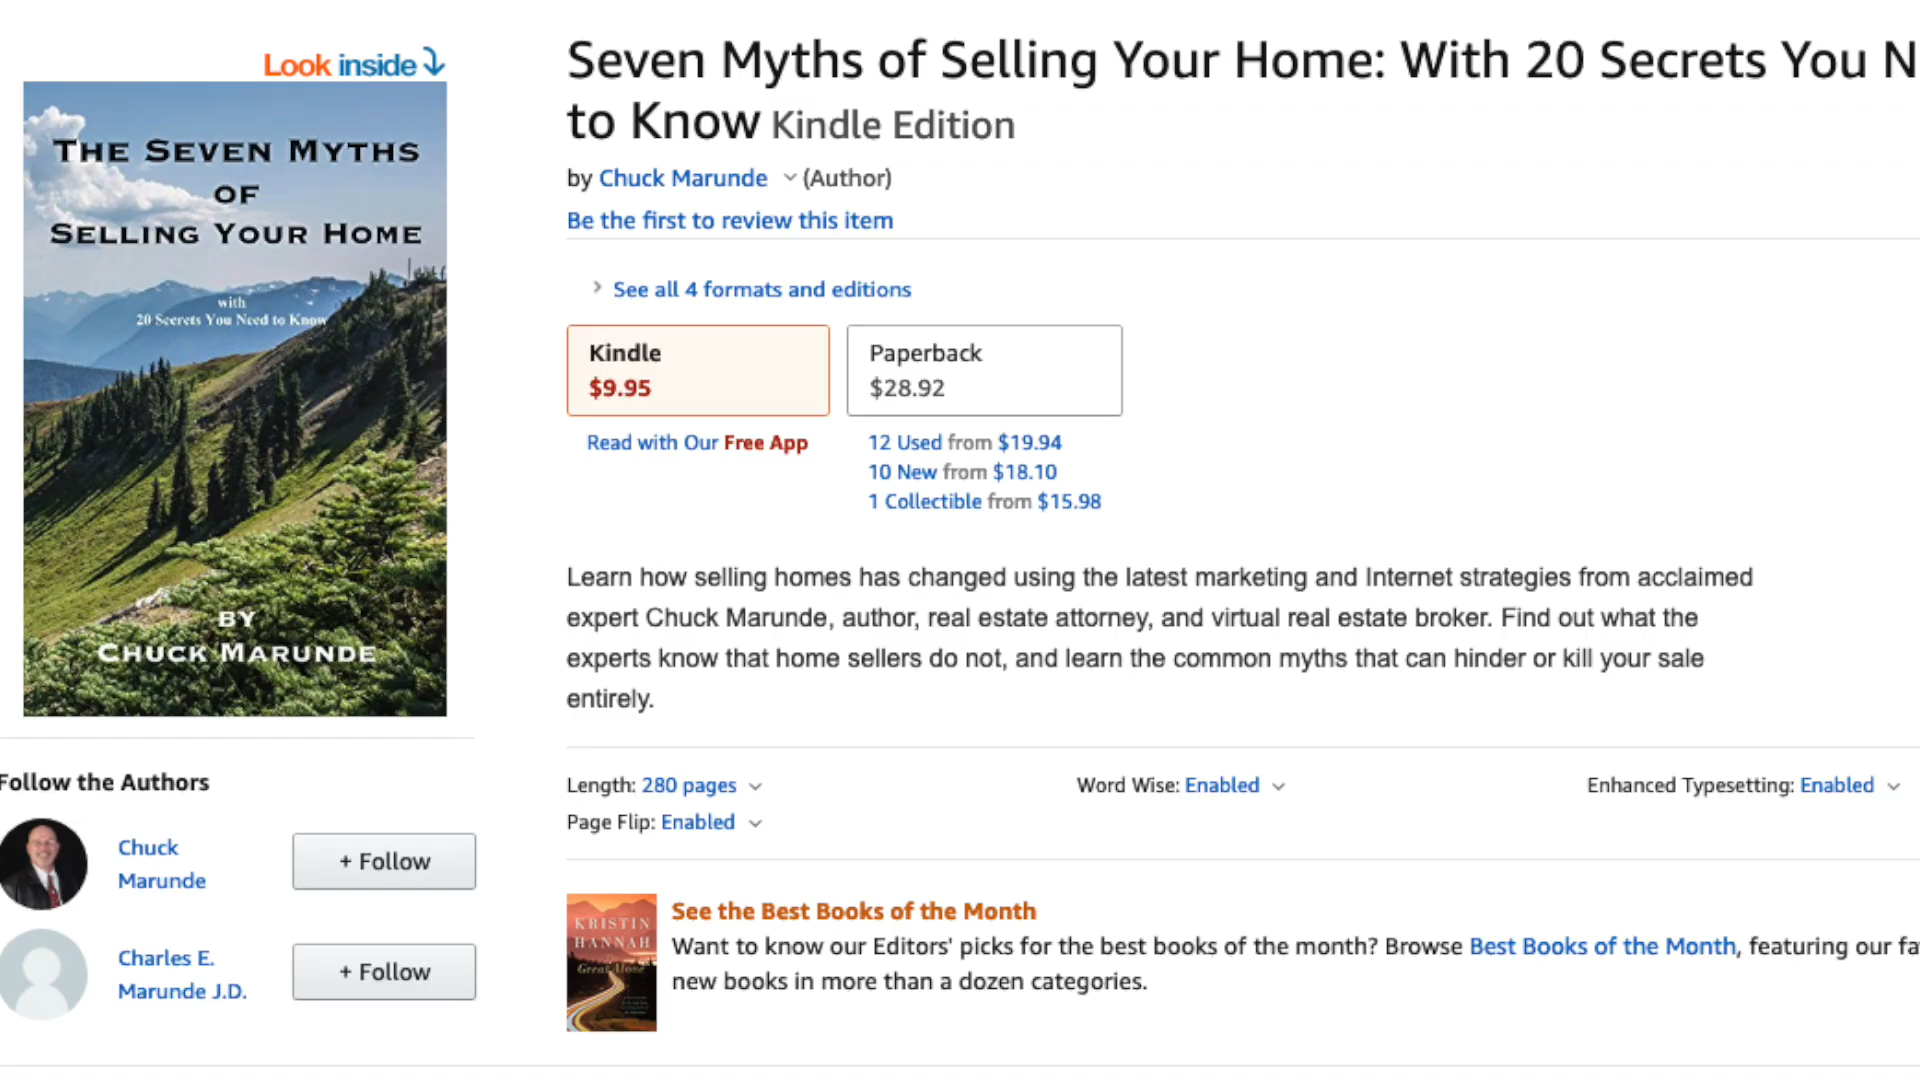 Look inside
THE SEVEN MYTHS
OF
SELLING YOUR HOME
with
20 Secrets You Need to Know
BY
CHUCK MARUNDE
Seven Myths of Selling Your Home: With 20 Secrets You N
to Know Kindle Edition
by Chuck Marunde (Author)
Be the first to review this item
See all 4 formats and editions
Kindle
$9.95
Paperback
$28.92
Read with Our Free App
12 Used from $19.94
10 New from $18.10
1 Collectible from $15.98
Learn how selling homes has changed using the latest marketing and Internet strategies from acclaimed
expert Chuck Marunde, author, real estate attorney, and virtual real estate broker. Find out what the
experts know that home sellers do not, and learn the common myths that can hinder or kill your sale
entirely.
Length: 280 pages
Word Wise: Enabled
Enhanced Typesetting: Enabled
Page Flip: Enabled
Follow the Authors
Chuck
Marunde
+ Follow
Charles E.
Marunde J.D.
+ Follow
KRISTIN
HANNAH
Great Alone
See the Best Books of the Month
Want to know our Editors' picks for the best books of the month? Browse Best Books of the Month, featuring our fa
new books in more than a dozen categories.